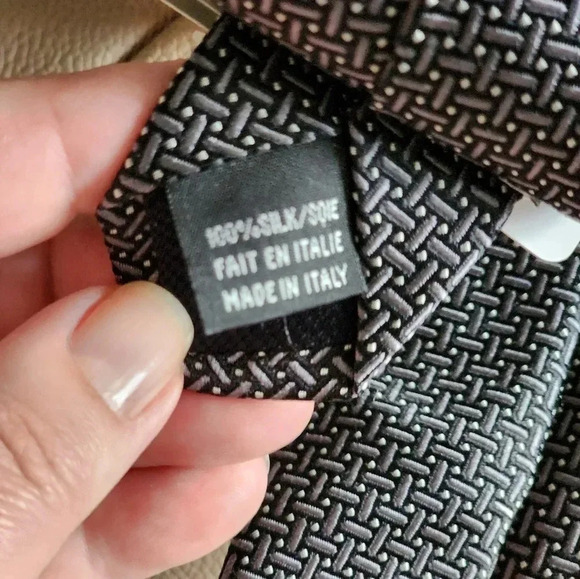 100% SILK/SOIE
FAIT EN ITALIE
MADE IN ITALY